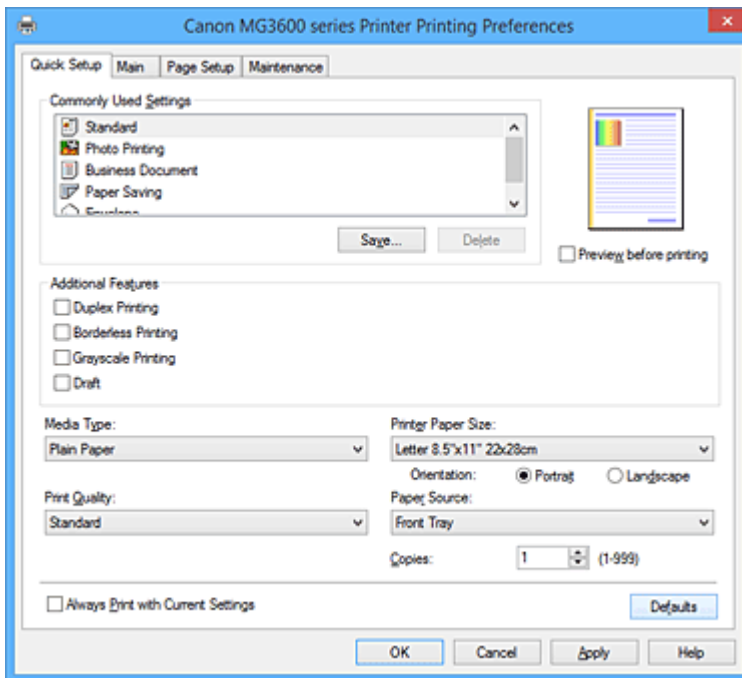 Canon MG3600 series Printer Printing Preferences
Quick Setup Main Page Setup Maintenance
Commonly Used Settings
Standard
Photo Printing
Business Document
Paper Saving
Envelope
Save... Delete
Preview before printing
Additional Features
Duplex Printing
Borderless Printing
Grayscale Printing
Draft
Media Type:
Plain Paper
Printer Paper Size:
Letter 8.5"x11" 22x28cm
Orientation: Portrait Landscape
Print Quality:
Standard
Paper Source:
Front Tray
Copies: 1 (1-999)
Always Print with Current Settings
Defaults
OK Cancel Apply Help